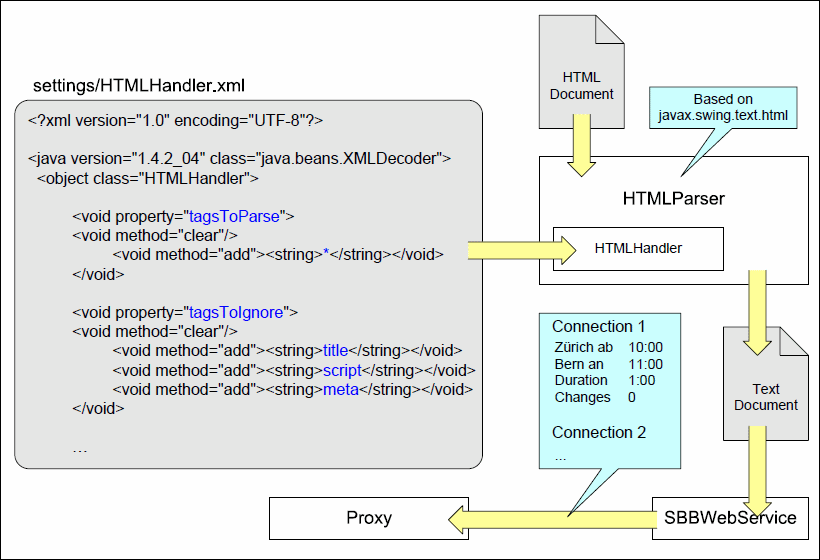 settings/HTMLHandler.xml
<?xml version="1.0" encoding="UTF-8"?>
<java version="1.4.2_04" class="java.beans.XMLDecoder">
<object class="HTMLHandler">
<void property="tagsToParse">
<void method="clear"/>
<void method="add"><string>*</string></void>
</void>
<void property="tagsToIgnore">
<void method="clear"/>
<void method="add"><string>title</string></void>
<void method="add"><string>script</string></void>
<void method="add"><string>meta</string></void>
</void>
...
HTML
Document
Based on
javax.swing.text.html
HTMLParser
HTMLHandler
Connection 1
Zürich ab 10:00
Bern an 11:00
Duration 1:00
Changes 0
Connection 2
...
Text
Document
Proxy
SBBWebService